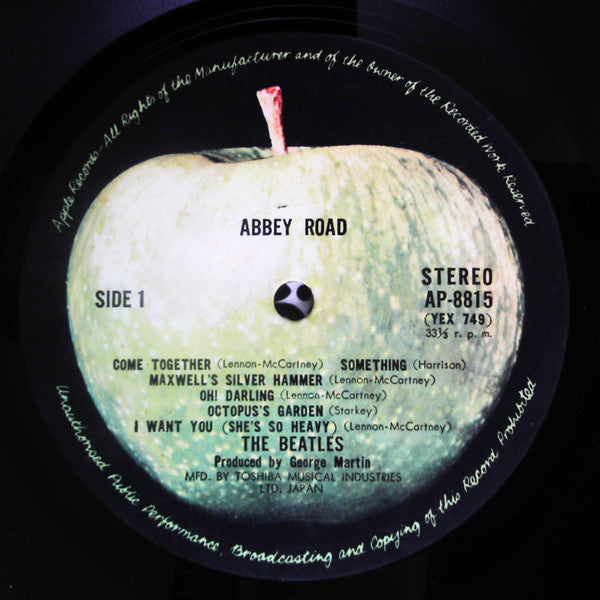 Apple Records · All Rights of the Manufacturer and of the Owner of the Recorded Work Reserved
ABBEY ROAD
SIDE 1
STEREO
AP-8815
(YEX 749)
33⅓ r. p. m.
COME TOGETHER (Lennon-McCartney) SOMETHING (Harrison)
MAXWELL'S SILVER HAMMER (Lennon-McCartney)
OH! DARLING (Lennon-McCartney)
OCTOPUS'S GARDEN (Starkey)
I WANT YOU (SHE'S SO HEAVY) (Lennon-McCartney)
THE BEATLES
Produced by George Martin
MFD. BY TOSHIBA MUSICAL INDUSTRIES
LTD. JAPAN
Unauthorised Public Performance, Broadcasting and Copying of this Record Prohibited